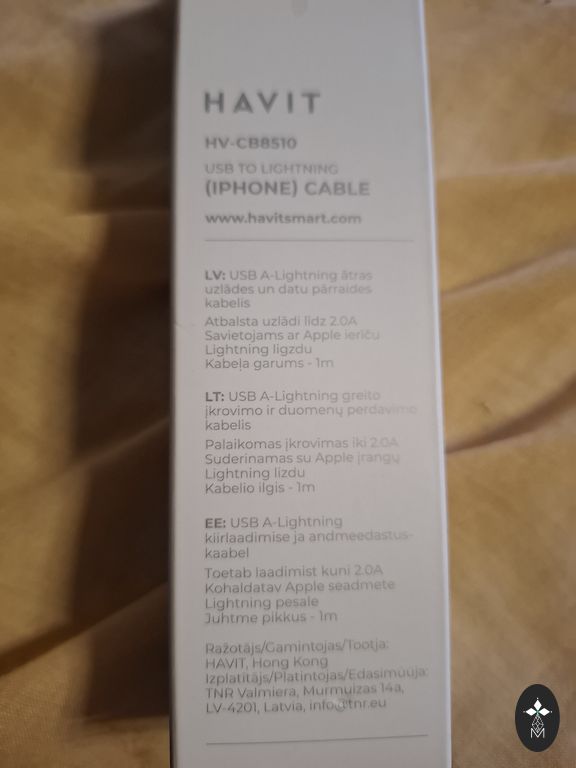 HAVIT
HV-CB8510
USB TO LIGHTNING
(IPHONE) CABLE
www.havitsmart.com
LV: USB A-Lightning ātras
uzlādes un datu pārraides
kabelis
Atbalsta uzlādi līdz 2.0A
Savietojams ar Apple ierīču
Lightning ligzdu
Kabeļa garums - 1m
LT: USB A-Lightning greito
įkrovimo ir duomenų perdavimo
kabelis
Palaikomas įkrovimas iki 2.0A
Suderinamas su Apple įrangų
Lightning lizdu
Kabelio ilgis - 1m
EE: USB A-Lightning
kiirlaadimise ja andmeedastus-
kaabel
Toetab laadimist kuni 2.0A
Kohaldatav Apple seadmete
Lightning pesale
Juhtme pikkus - 1m
Ražotājs/Gamintojas/Tootja:
HAVIT, Hong Kong
Izplatītājs/Platintojas/Edasimüüja:
TNR Valmiera, Murmuizas 14a,
LV-4201, Latvia, info@tnr.eu
M